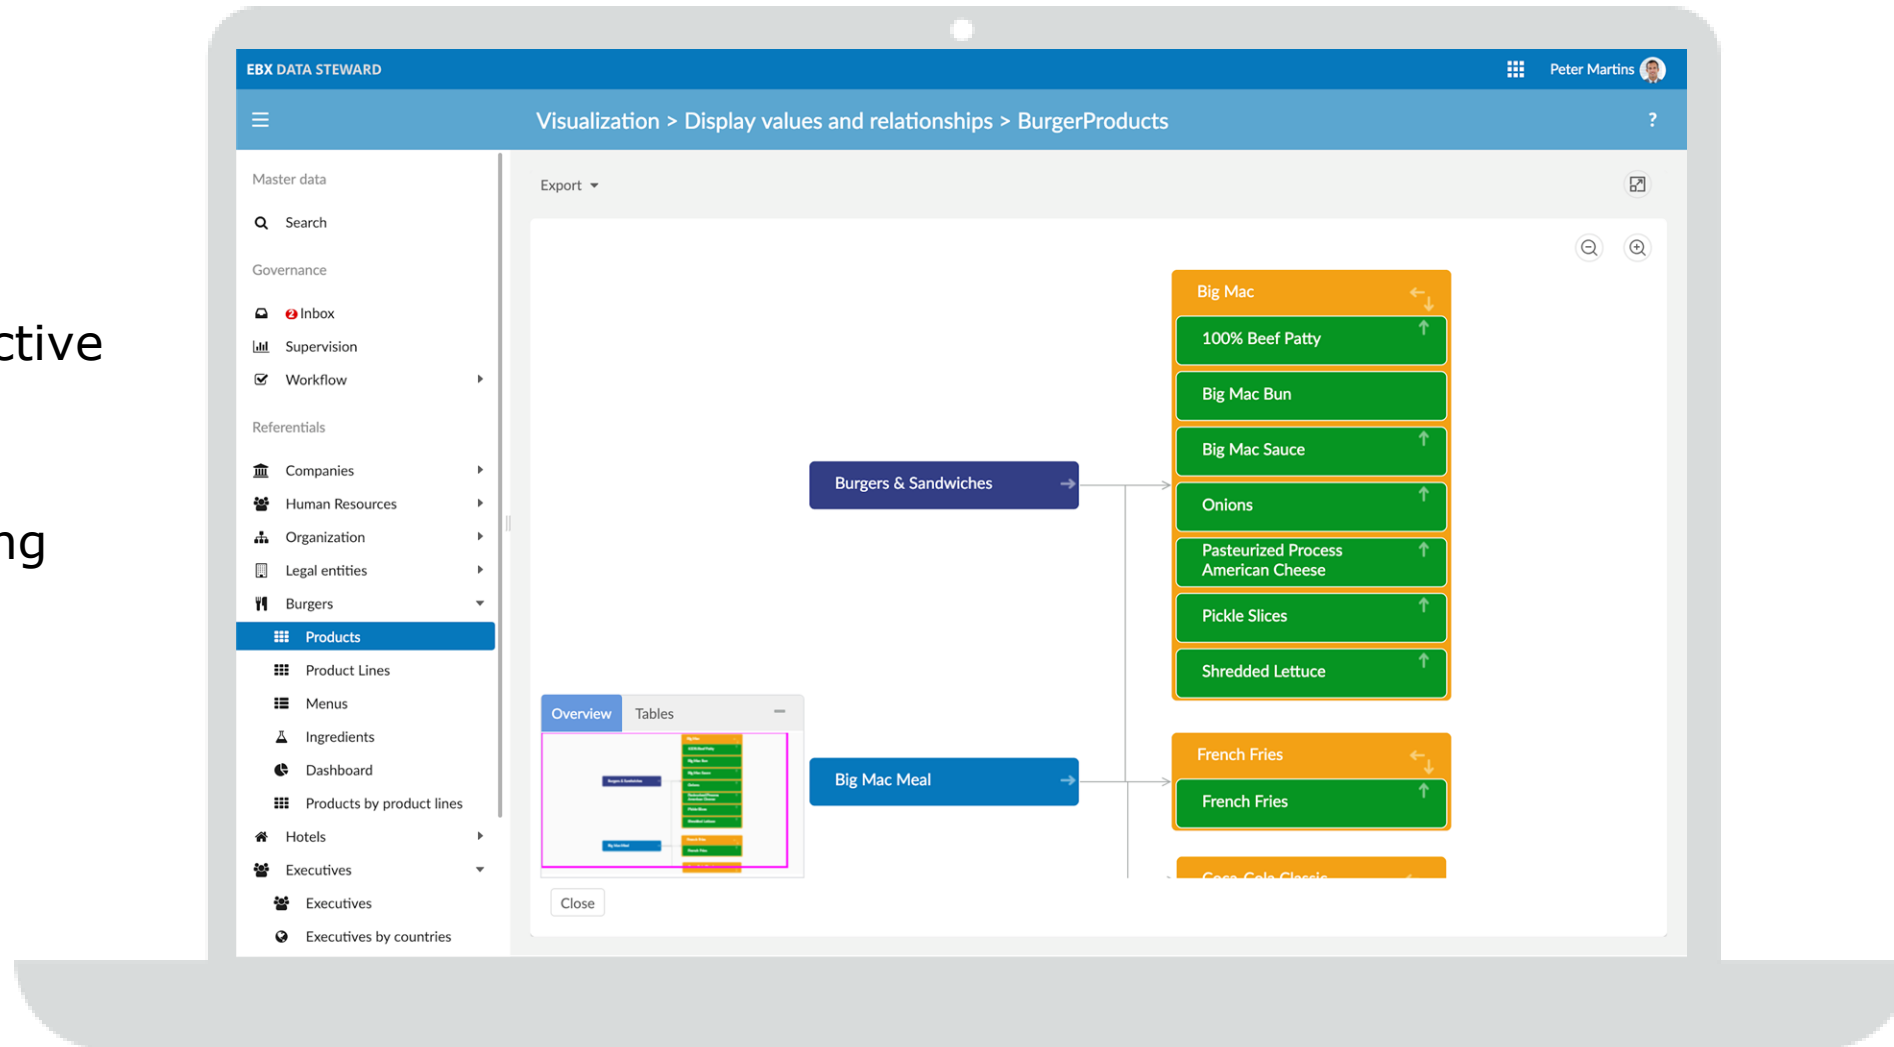 ctive
ng
EBX DATA STEWARD
Peter Martins
Visualization > Display values and relationships > BurgerProducts
?
Master data
Search
Governance
2 Inbox
Supervision
Workflow
Referentials
Companies
Human Resources
Organization
Legal entities
Burgers
Products
Product Lines
Menus
Ingredients
Dashboard
Products by product lines
Hotels
Executives
Executives
Executives by countries
Export
Big Mac
100% Beef Patty
Big Mac Bun
Big Mac Sauce
Onions
Pasteurized Process
American Cheese
Pickle Slices
Shredded Lettuce
Burgers & Sandwiches
Big Mac Meal
French Fries
French Fries
Coca-Cola Classic
Overview
Tables
Close